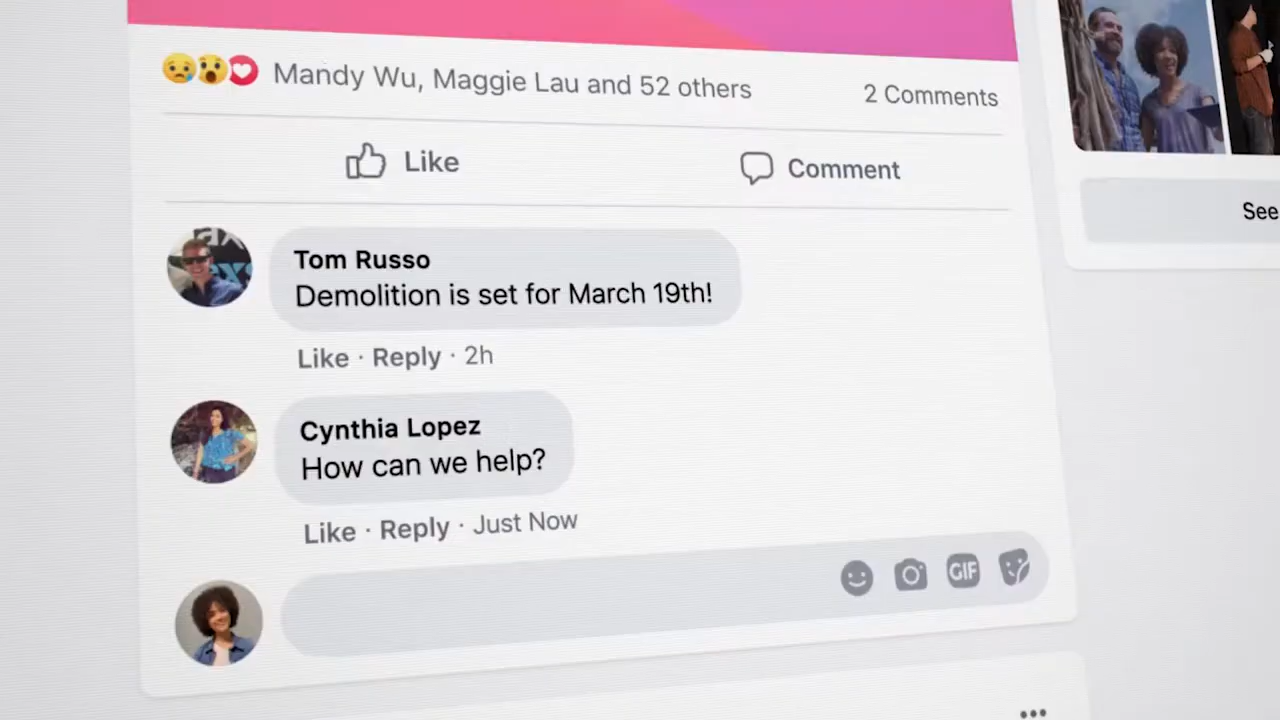 Mandy Wu, Maggie Lau and 52 others
2 Comments
Like
Comment
Tom Russo
Demolition is set for March 19th!
Like · Reply · 2h
Cynthia Lopez
How can we help?
Like · Reply · Just Now
GIF
See